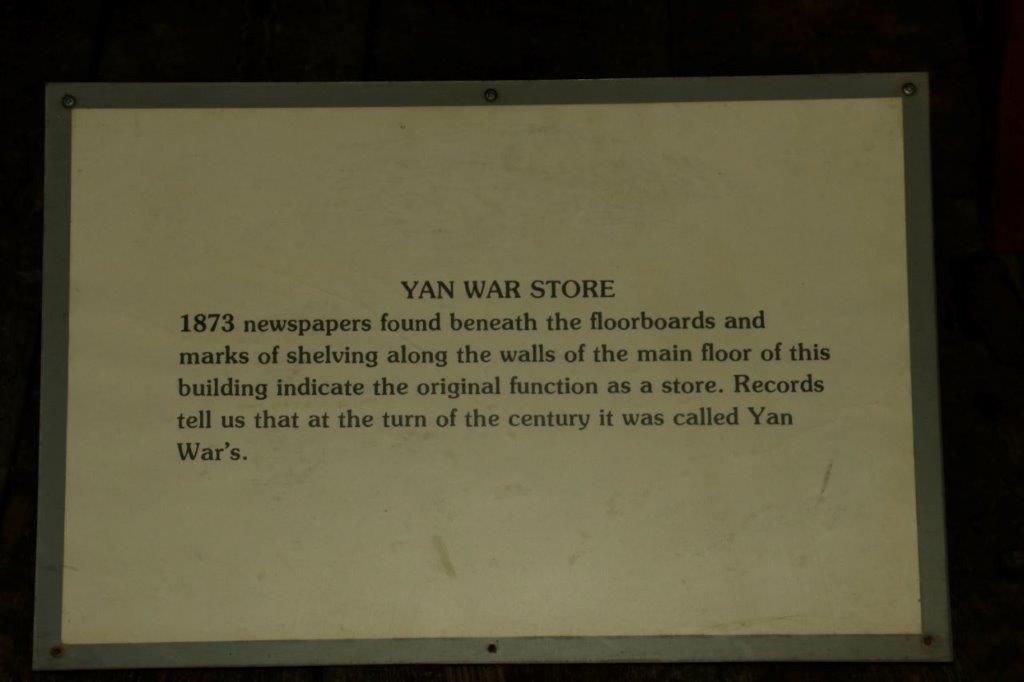 YAN WAR STORE
1873 newspapers found beneath the floorboards and
marks of shelving along the walls of the main floor of this
building indicate the original function as a store. Records
tell us that at the turn of the century it was called Yan
War's.